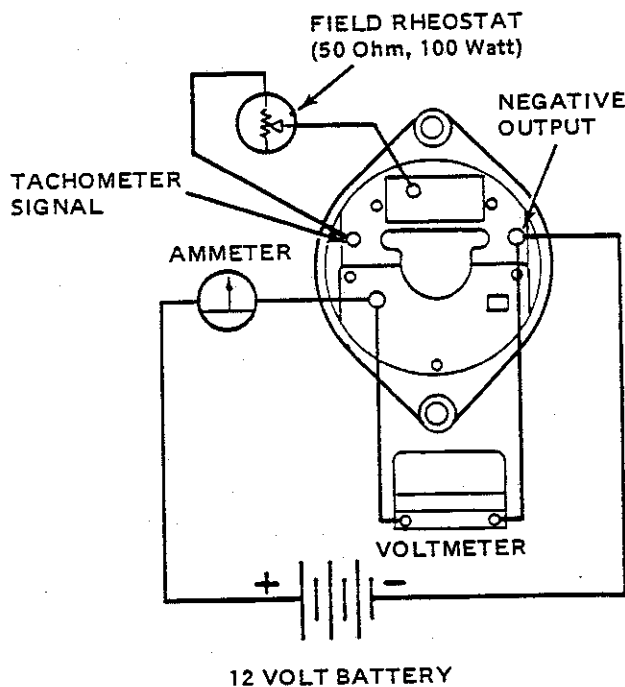 FIELD RHEOSTAT
(50 Ohm, 100 Watt)
NEGATIVE
OUTPUT
TACHOMETER
SIGNAL
AMMETER
VOLTMETER
+
−
12 VOLT BATTERY